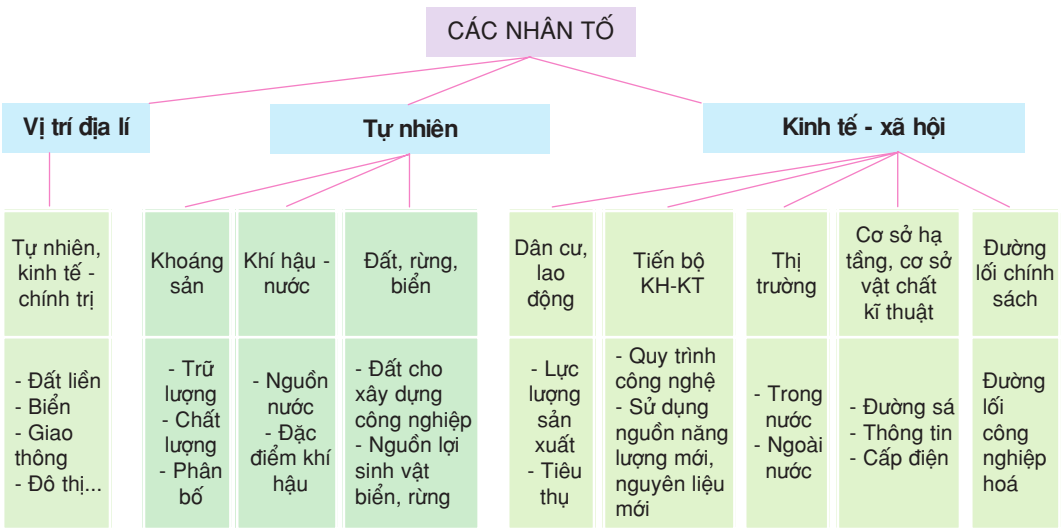 CÁC NHÂN TỐ
Vị trí địa lí
Tự nhiên
Kinh tế - xã hội
Tự nhiên,
kinh tế -
chính trị
Khoáng
sản
Khí hậu -
nước
Đất, rừng,
biển
Dân cư,
lao
động
Tiến bộ
KH-KT
Thị
trường
Cơ sở hạ
tầng, cơ sở
vật chất
kĩ thuật
Đường
lối chính
sách
- Đất liền
- Biển
- Giao
thông
- Đô thị...
- Trữ
lượng
- Chất
lượng
- Phân
bố
- Nguồn
nước
- Đặc
điểm khí
hậu
- Đất cho
xây dựng
công nghiệp
- Nguồn lợi
sinh vật
biển, rừng
- Lực
lượng
sản
xuất
- Tiêu
thụ
- Quy trình
công nghệ
- Sử dụng
nguồn năng
lượng mới,
nguyên liệu
mới
- Trong
nước
- Ngoài
nước
- Đường sá
- Thông tin
- Cấp điện
Đường
lối
công
nghiệp
hoá